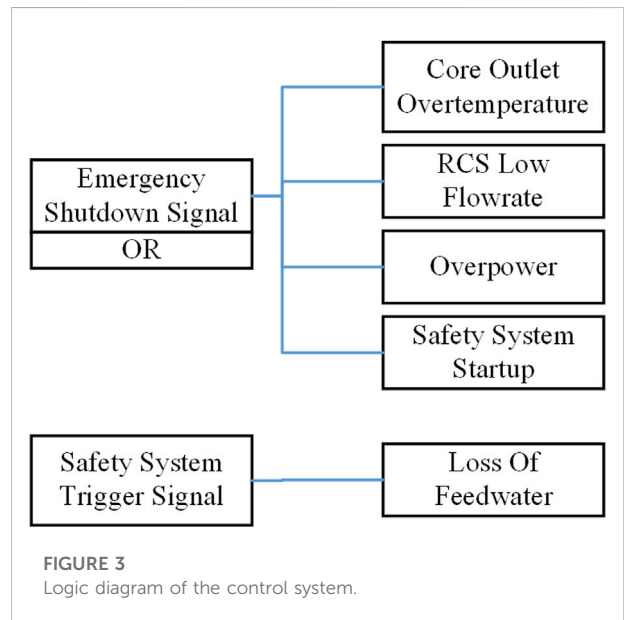 Emergency
Shutdown Signal
OR
Core Outlet
Overtemperature
RCS Low
Flowrate
Overpower
Safety System
Startup
Safety System
Trigger Signal
Loss Of
Feedwater
FIGURE 3
Logic diagram of the control system.